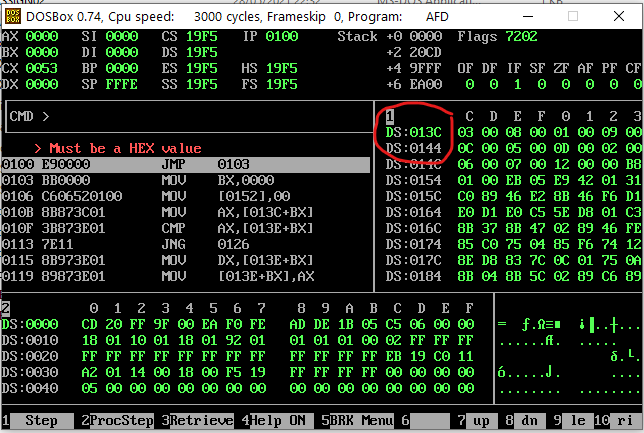 DOSBox 0.74, Cpu speed: 3000 cycles, Frameskip 0, Program: AFD
AX 0000 SI 0000 CS 19F5 IP 0100 Stack +0 0000 Flags 7202
BX 0000 DI 0000 DS 19F5 +2 20CD
CX 0053 BP 0000 ES 19F5 HS 19F5 +4 9FFF OF DF IF SF ZF AF PF CF
DX 0000 SP FFFE SS 19F5 FS 19F5 +6 EA00 0 0 1 0 0 0 0 0
CMD >
> Must be a HEX value
0100 E90000 JMP 0103
0103 BB0000 MOV BX,0000
0106 C606520100 MOV [0152],00
010B 8B873C01 MOV AX,[013C+BX]
010F 3B873E01 CMP AX,[013E+BX]
0113 7E11 JNG 0126
0115 8B973E01 MOV DX,[013E+BX]
0119 89873E01 MOV [013E+BX],AX
1 C D E F 0 1 2 3
DS:013C 03 00 08 00 01 00 09 00
DS:0144 0C 00 05 00 0D 00 02 00
DS:014C 06 00 07 00 12 00 00 B8
DS:0154 01 00 EB 05 E9 42 01 31
DS:015C C0 89 46 E2 8B 46 F6 D1
DS:0164 E0 D1 E0 C5 5E D8 01 C3
DS:016C 8B 37 8B 47 02 89 46 FE
DS:0174 85 C0 75 04 85 F6 74 12
DS:017C 8E D8 83 7C 0C 01 75 0A
DS:0184 8B 04 8B 5C 02 89 C6 89
2 0 1 2 3 4 5 6 7 8 9 A B C D E F
DS:0000 CD 20 FF 9F 00 EA F0 FE AD DE 1B 05 C5 06 00 00
DS:0010 18 01 10 01 18 01 92 01 01 01 01 00 02 FF FF FF
DS:0020 FF FF FF FF FF FF FF FF FF FF FF FF EB 19 C0 11
DS:0030 A2 01 14 00 18 00 F5 19 FF FF FF FF 00 00 00 00
DS:0040 05 00 00 00 00 00 00 00 00 00 00 00 00 00 00 00
1 Step 2ProcStep 3Retrieve 4Help ON 5BRK Menu 6 7 up 8 dn 9 le 10 ri